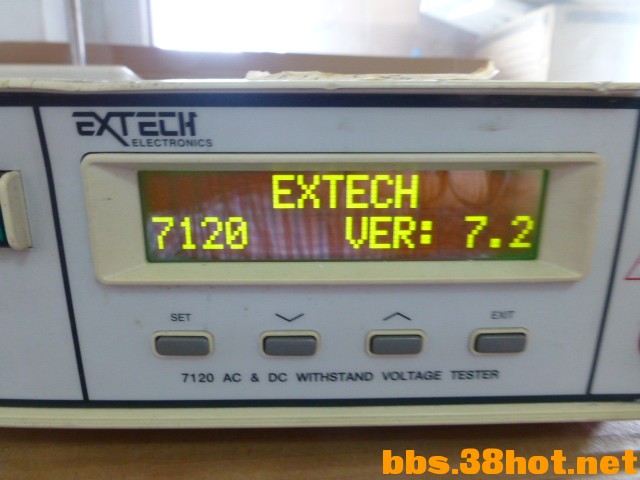 EXTECH
ELECTRONICS
EXTECH
7120 VER: 7.2
SET EXIT
7120 AC & DC WITHSTAND VOLTAGE TESTER
bbs.38hot.net